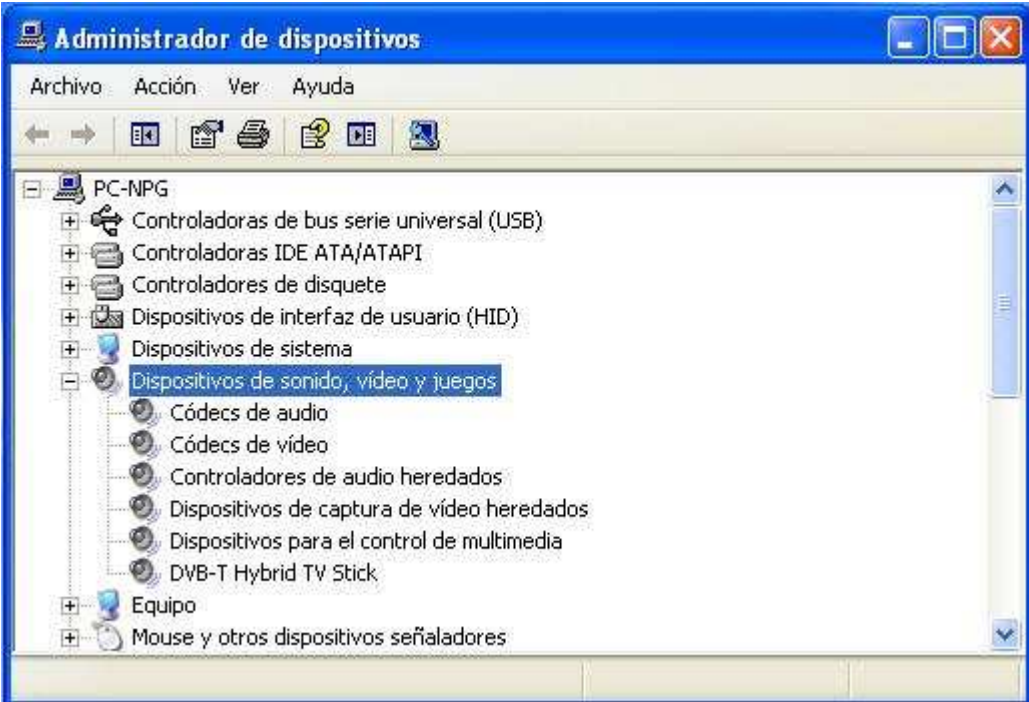 Administrador de dispositivos
Archivo Acción Ver Ayuda
PC-NPG
Controladoras de bus serie universal (USB)
Controladoras IDE ATA/ATAPI
Controladores de disquete
Dispositivos de interfaz de usuario (HID)
Dispositivos de sistema
Dispositivos de sonido, vídeo y juegos
Códecs de audio
Códecs de vídeo
Controladores de audio heredados
Dispositivos de captura de vídeo heredados
Dispositivos para el control de multimedia
DVB-T Hybrid TV Stick
Equipo
Mouse y otros dispositivos señaladores